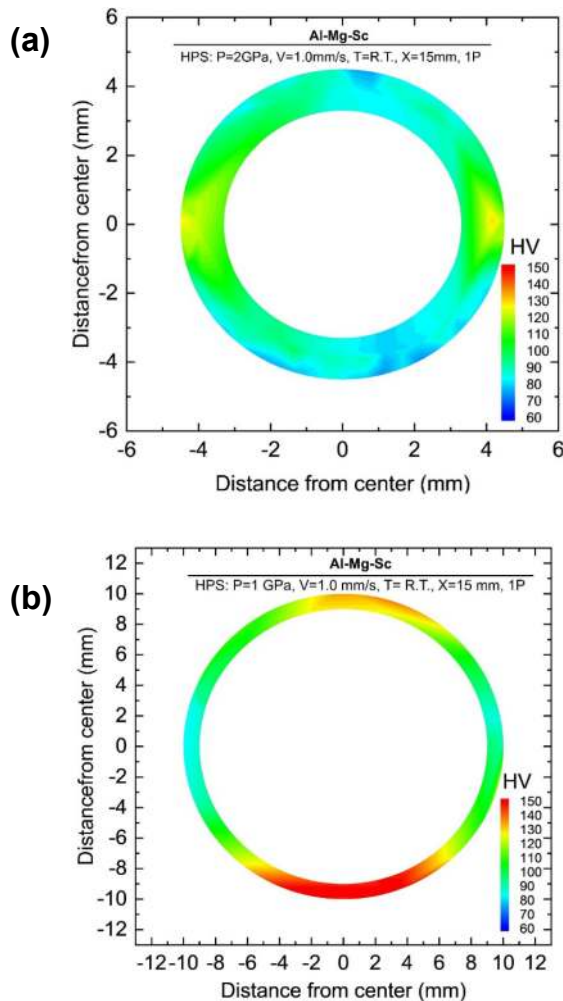 (a)
Al-Mg-Sc
HPS: P=2GPa, V=1.0mm/s, T=R.T., X=15mm, 1P
6
4
2
0
-2
-4
-6
Distancefrom center (mm)
HV
150
140
130
120
110
100
90
80
70
60
-6 -4 -2 0 2 4 6
Distance from center (mm)
(b)
Al-Mg-Sc
HPS: P=1 GPa, V=1.0 mm/s, T= R.T., X=15 mm, 1P
12
10
8
6
4
2
0
-2
-4
-6
-8
-10
-12
Distancefrom center (mm)
HV
150
140
130
120
110
100
90
80
70
60
-12 -10 -8 -6 -4 -2 0 2 4 6 8 10 12
Distance from center (mm)